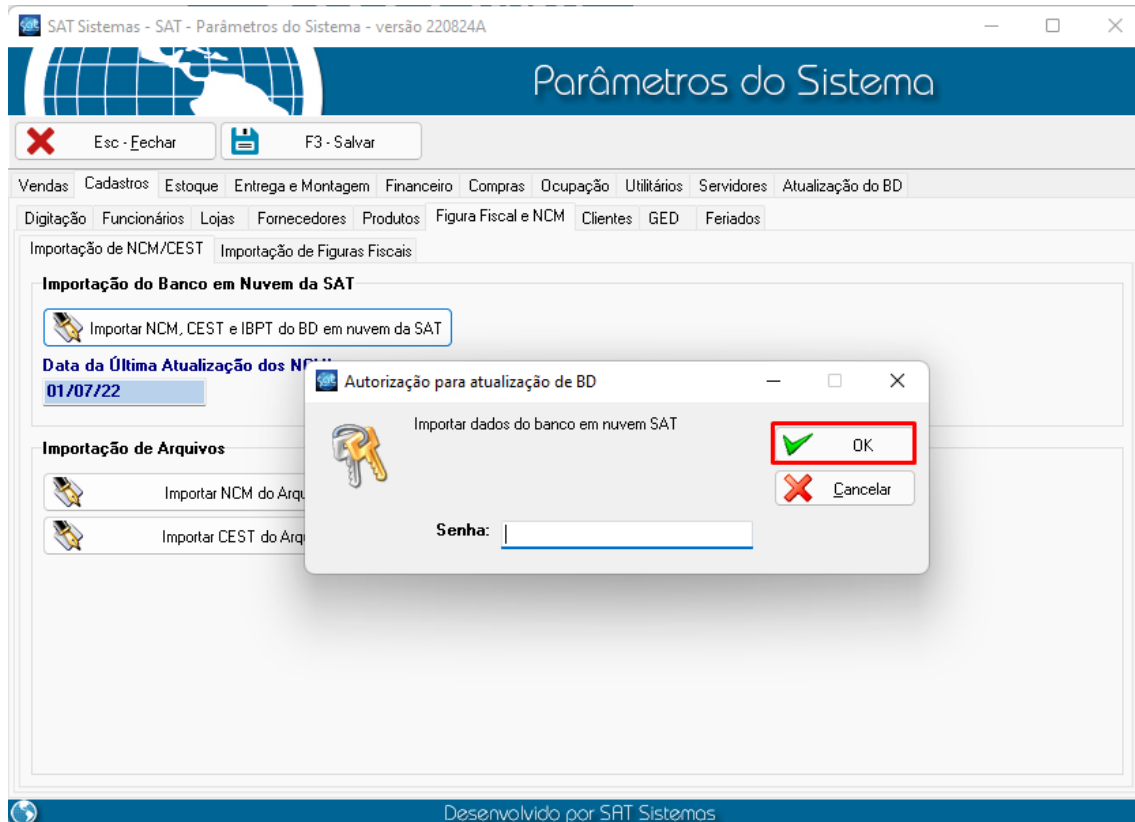 SAT Sistemas - SAT - Parâmetros do Sistema - versão 220824A
Parâmetros do Sistema
Esc - Fechar F3 - Salvar
Vendas Cadastros Estoque Entrega e Montagem Financeiro Compras Ocupação Utilitários Servidores Atualização do BD
Digitação Funcionários Lojas Fornecedores Produtos Figura Fiscal e NCM Clientes GED Feriados
Importação de NCM/CEST Importação de Figuras Fiscais
Importação do Banco em Nuvem da SAT
Importar NCM, CEST e IBPT do BD em nuvem da SAT
Data da Última Atualização dos
01/07/22
Autorização para atualização de BD
Importar dados do banco em nuvem SAT
OK
Cancelar
Senha:
Importação de Arquivos
Importar NCM do
Importar CEST do
Desenvolvido por SAT Sistemas